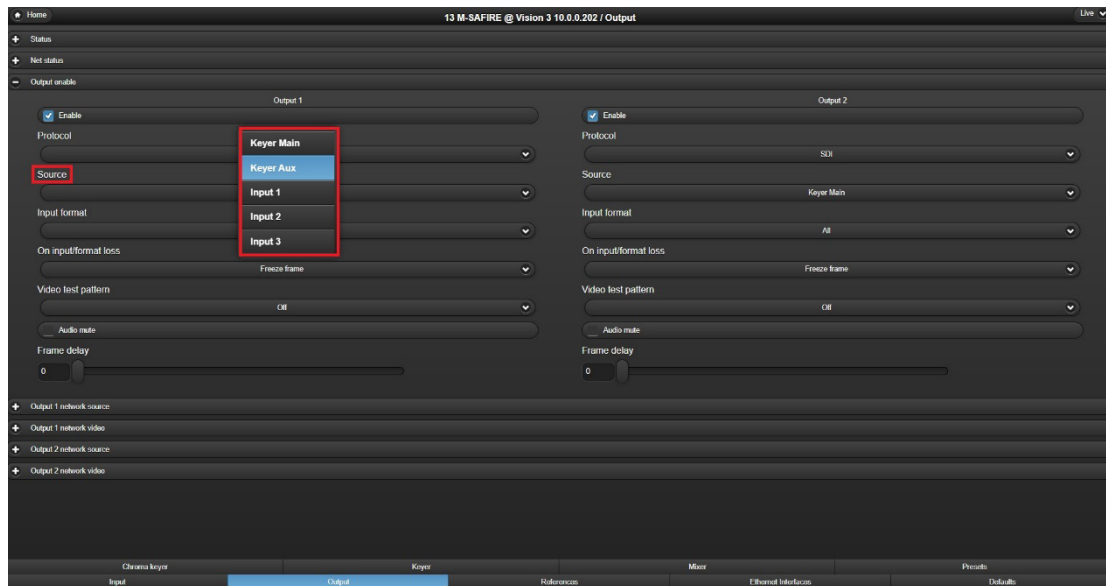 Home
13 M-SAFIRE @ Vision 3 10.0.0.202 / Output
Live
Status
Net status
Output enable
Output 1
Output 2
Enable
Enable
Protocol
Protocol
Keyer Main
SDI
Source
Keyer Aux
Source
Input 1
Keyer Main
Input format
Input 2
Input format
Input 3
All
On input/format loss
On input/format loss
Freeze frame
Freeze frame
Video test pattern
Video test pattern
Off
Off
Audio mute
Audio mute
Frame delay
Frame delay
0
0
Output 1 network source
Output 1 network video
Output 2 network source
Output 2 network video
Chroma keyer
Keyer
Mixer
Presets
Input
Output
References
Ethernet Interfaces
Defaults